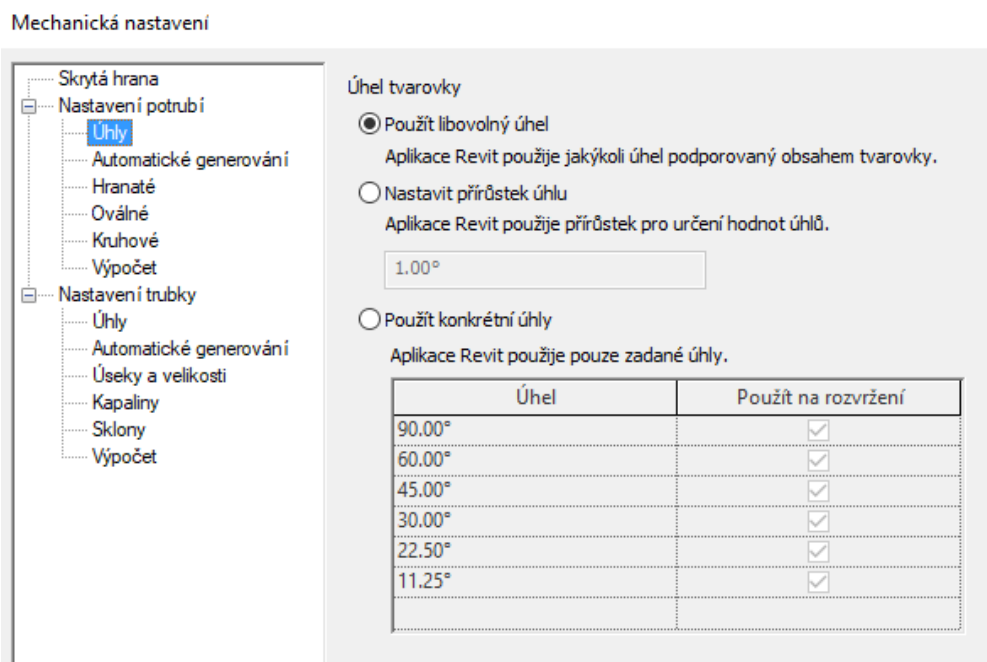 Mechanická nastavení
Skrytá hrana
Nastavení potrubí
Úhly
Automatické generování
Hranaté
Oválné
Kruhové
Výpočet
Nastavení trubky
Úhly
Automatické generování
Úseky a velikosti
Kapaliny
Sklony
Výpočet
Úhel tvarovky
Použít libovolný úhel
Aplikace Revit použije jakýkoli úhel podporovaný obsahem tvarovky.
Nastavit přírůstek úhlu
Aplikace Revit použije přírůstek pro určení hodnot úhlů.
1.00°
Použít konkrétní úhly
Aplikace Revit použije pouze zadané úhly.
Úhel Použít na rozvržení
90.00°
60.00°
45.00°
30.00°
22.50°
11.25°